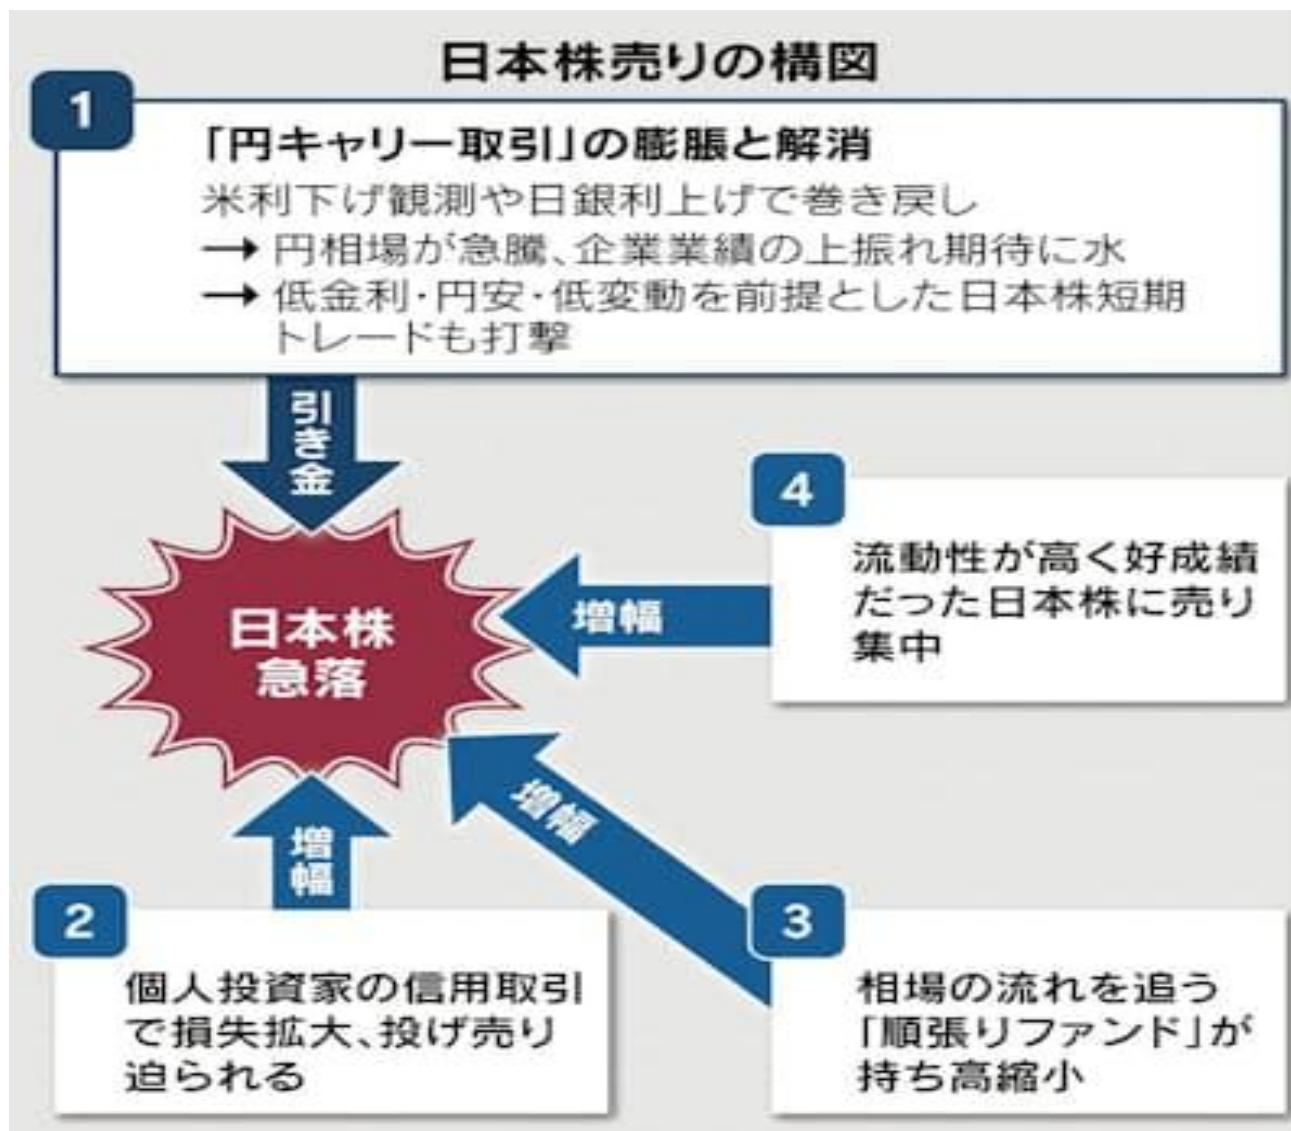 日本株売りの構図
1
「円キャリー取引」の膨脹と解消
米利下げ観測や日銀利上げで巻き戻し
→ 円相場が急騰、企業業績の上振れ期待に水
→ 低金利・円安・低変動を前提とした日本株短期
トレードも打撃
引き金
日本株
急落
4
流動性が高く好成績
だった日本株に売り
集中
増幅
増幅
増幅
2
個人投資家の信用取引
で損失拡大、投げ売り
迫られる
3
相場の流れを追う
「順張りファンド」が
持ち高縮小